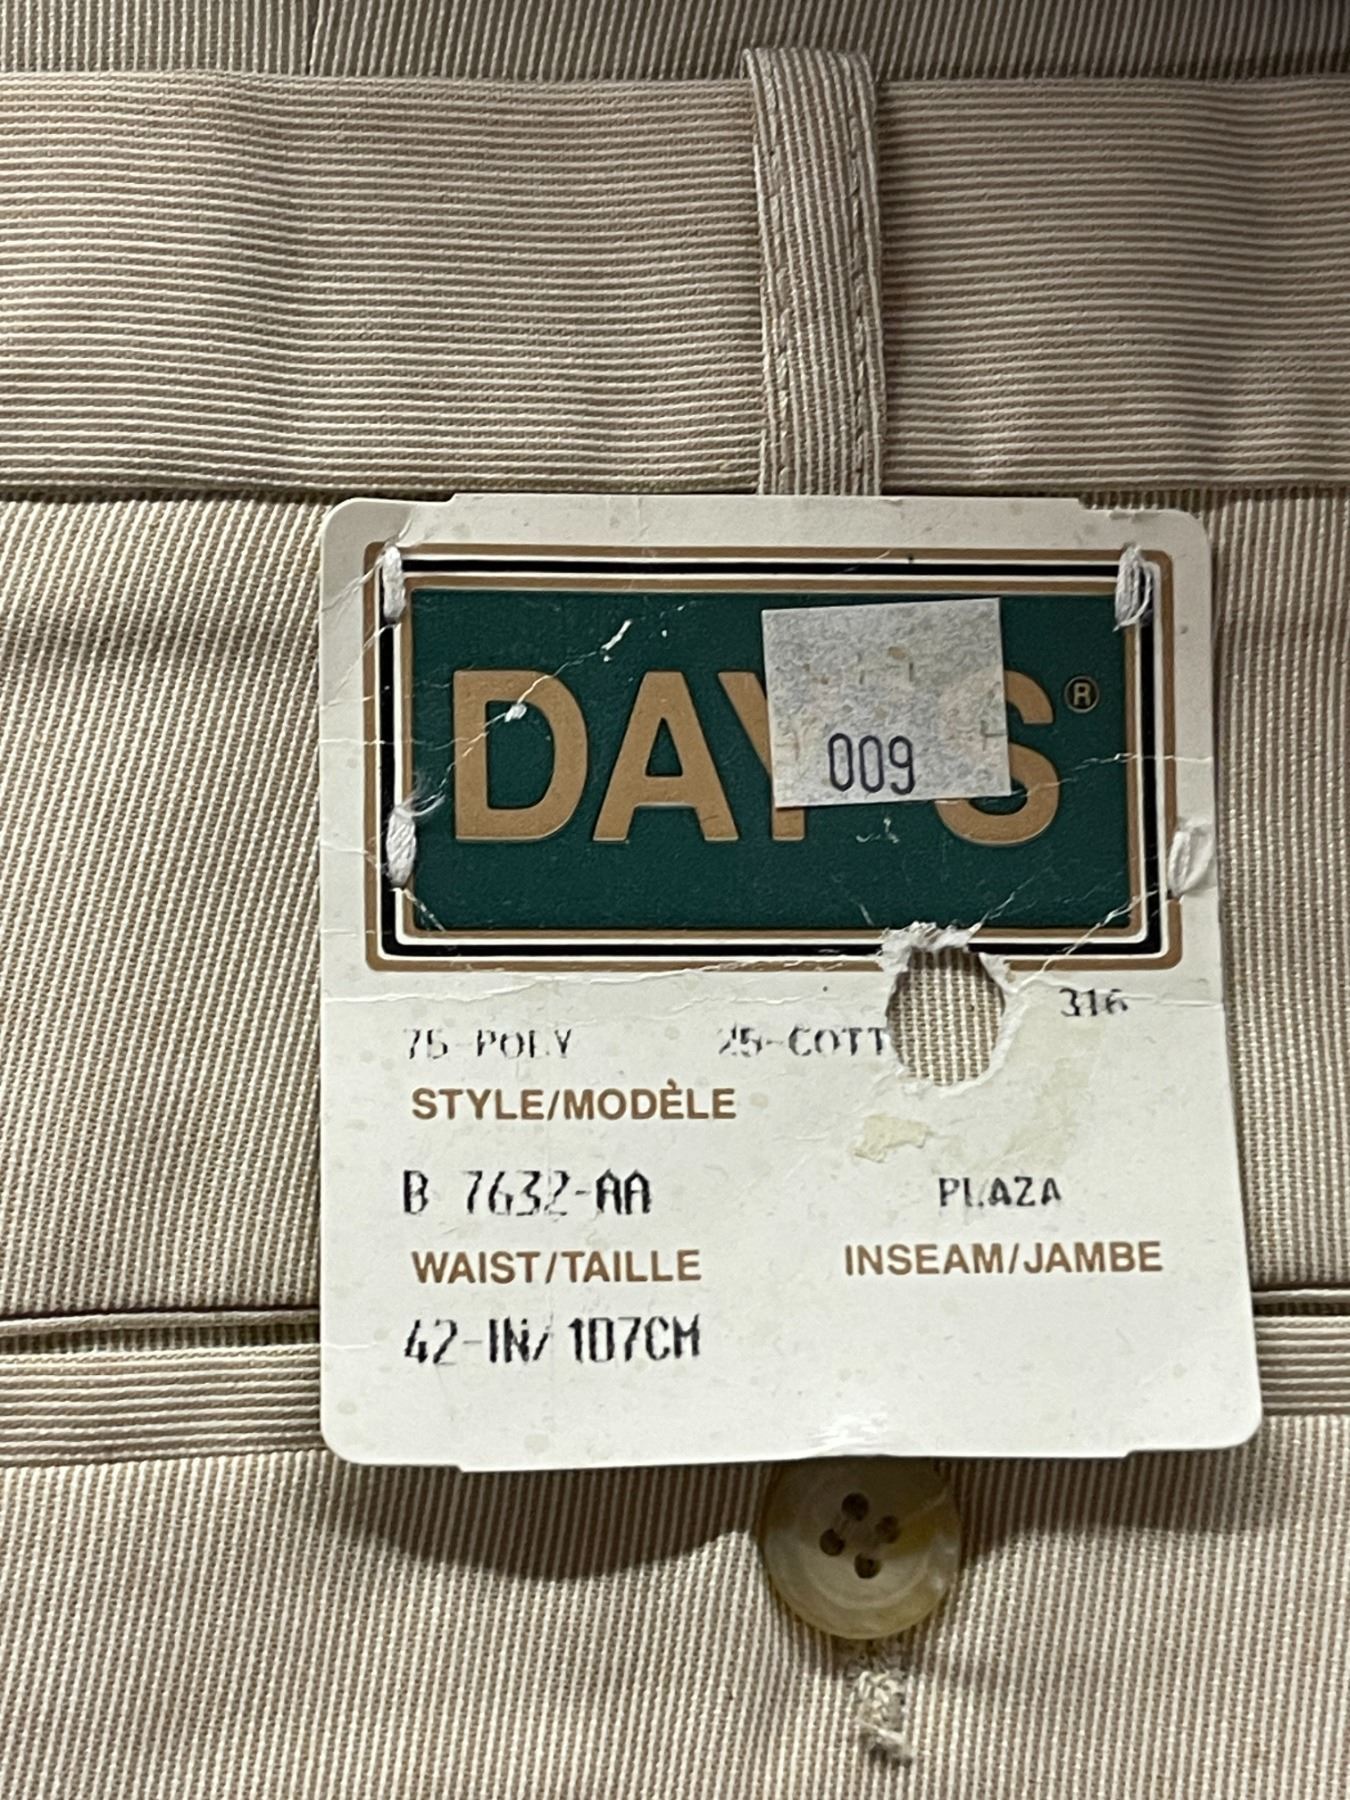 DAY'S®
009
316
75-POLY 25-COTT
STYLE/MODÈLE
B 7632-AA PLAZA
WAIST/TAILLE INSEAM/JAMBE
42-IN/107CM